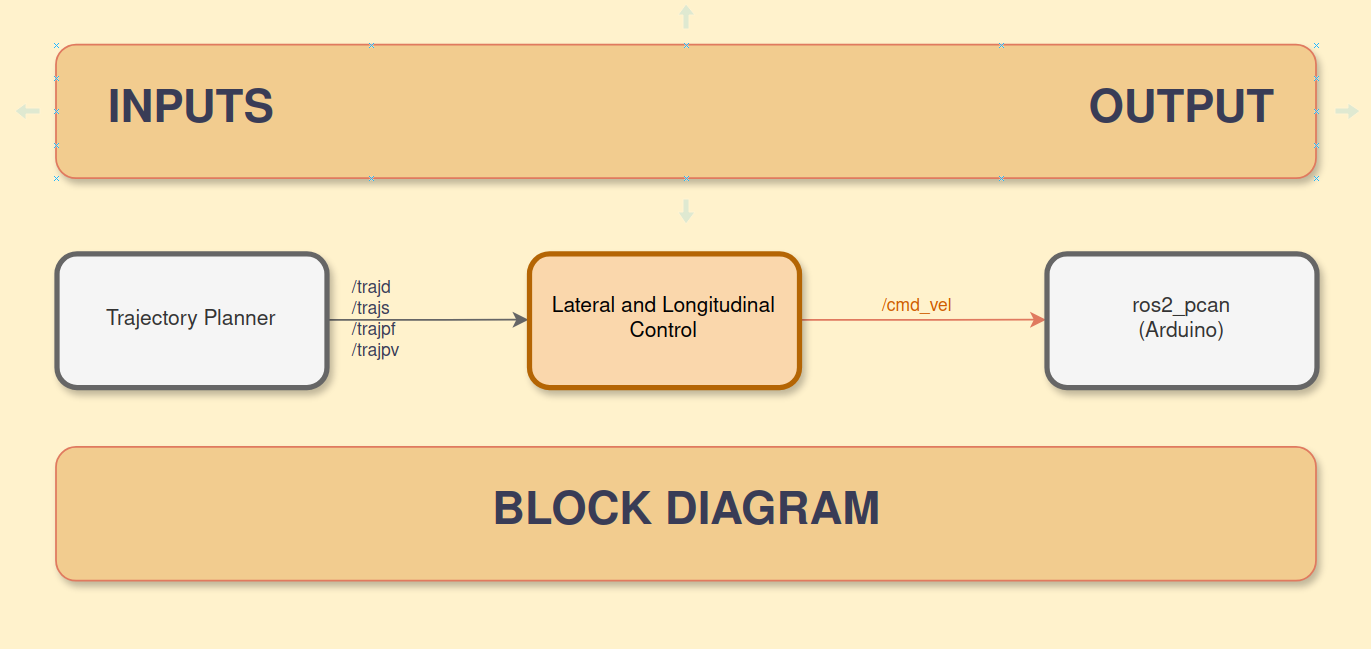 INPUTS
OUTPUT
Trajectory Planner
/trajd
/trajs
/trajpf
/trajpv
Lateral and Longitudinal
Control
/cmd_vel
ros2_pcan
(Arduino)
BLOCK DIAGRAM